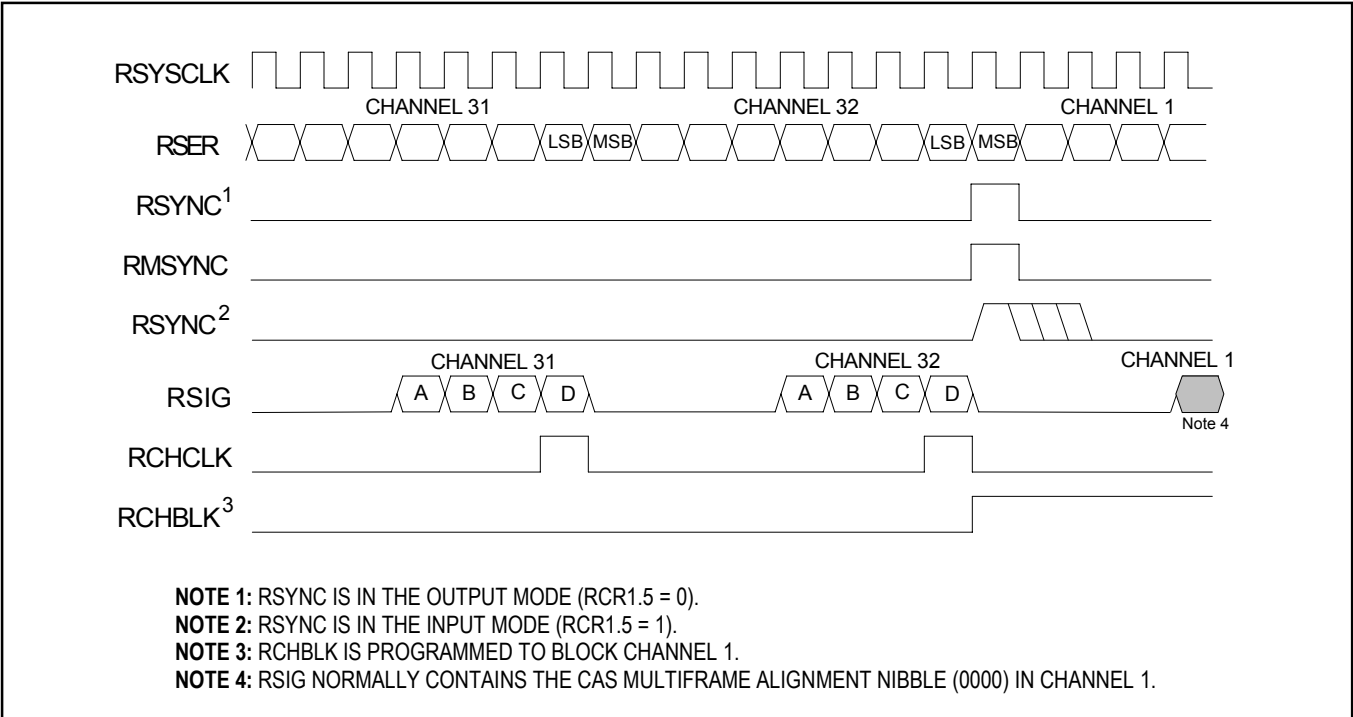 RSYSCLK
CHANNEL 31 CHANNEL 32 CHANNEL 1
RSER LSB MSB LSB MSB
RSYNC1
RMSYNC
RSYNC2
CHANNEL 31 CHANNEL 32 CHANNEL 1
RSIG A B C D A B C D
Note 4
RCHCLK
RCHBLK3
NOTE 1: RSYNC IS IN THE OUTPUT MODE (RCR1.5 = 0).
NOTE 2: RSYNC IS IN THE INPUT MODE (RCR1.5 = 1).
NOTE 3: RCHBLK IS PROGRAMMED TO BLOCK CHANNEL 1.
NOTE 4: RSIG NORMALLY CONTAINS THE CAS MULTIFRAME ALIGNMENT NIBBLE (0000) IN CHANNEL 1.